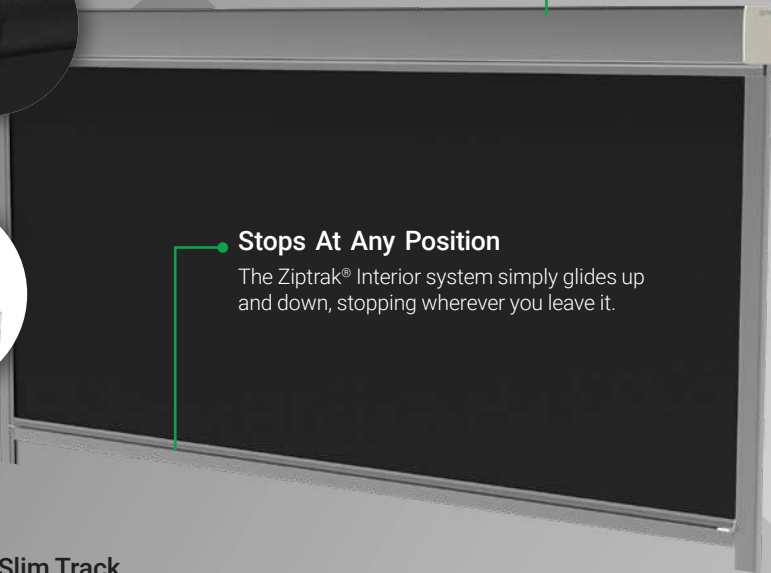 Stops At Any Position
The Ziptrak® Interior system simply glides up
and down, stopping wherever you leave it.
Slim Track